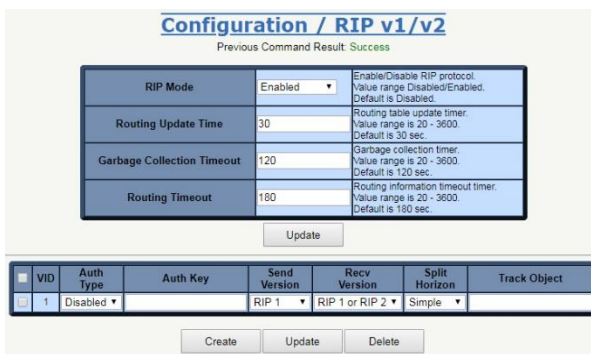 Configuration / RIP v1/v2
Previous Command Result: Success
RIP Mode
Enabled
Enable/Disable RIP protocol.
Value range Disabled/Enabled.
Default is Disabled.
Routing Update Time
30
Routing table update timer.
Value range is 20 - 3600.
Default is 30 sec.
Garbage Collection Timeout
120
Garbage collection timer.
Value range is 20 - 3600.
Default is 120 sec.
Routing Timeout
180
Routing information timeout timer.
Value range is 20 - 3600.
Default is 180 sec.
Update
VID Auth Type Auth Key Send Version Recv Version Split Horizon Track Object
1 Disabled RIP 1 RIP 1 or RIP 2 Simple
Create Update Delete